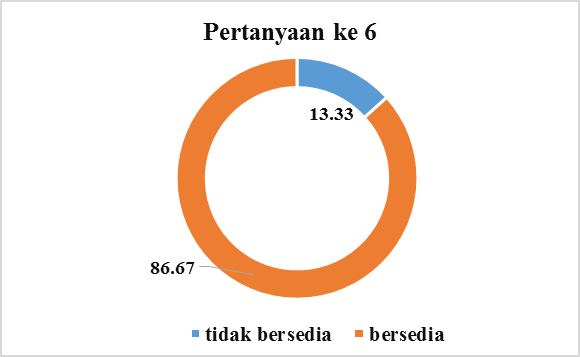 Pertanyaan ke 6
13.33
86.67
tidak bersedia bersedia